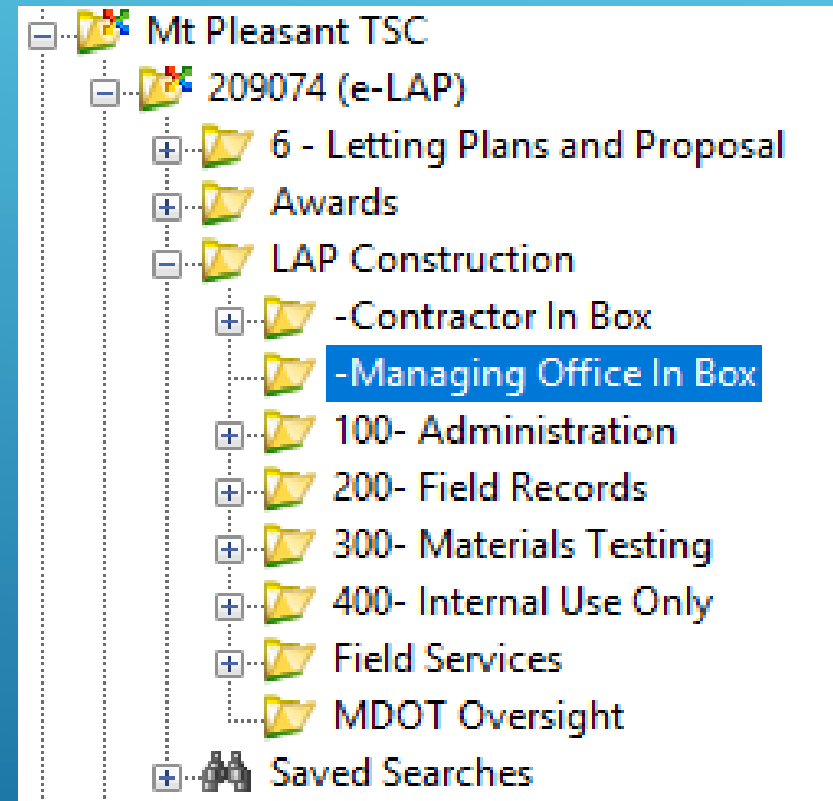 Mt Pleasant TSC
209074 (e-LAP)
6 - Letting Plans and Proposal
Awards
LAP Construction
-Contractor In Box
-Managing Office In Box
100- Administration
200- Field Records
300- Materials Testing
400- Internal Use Only
Field Services
MDOT Oversight
Saved Searches